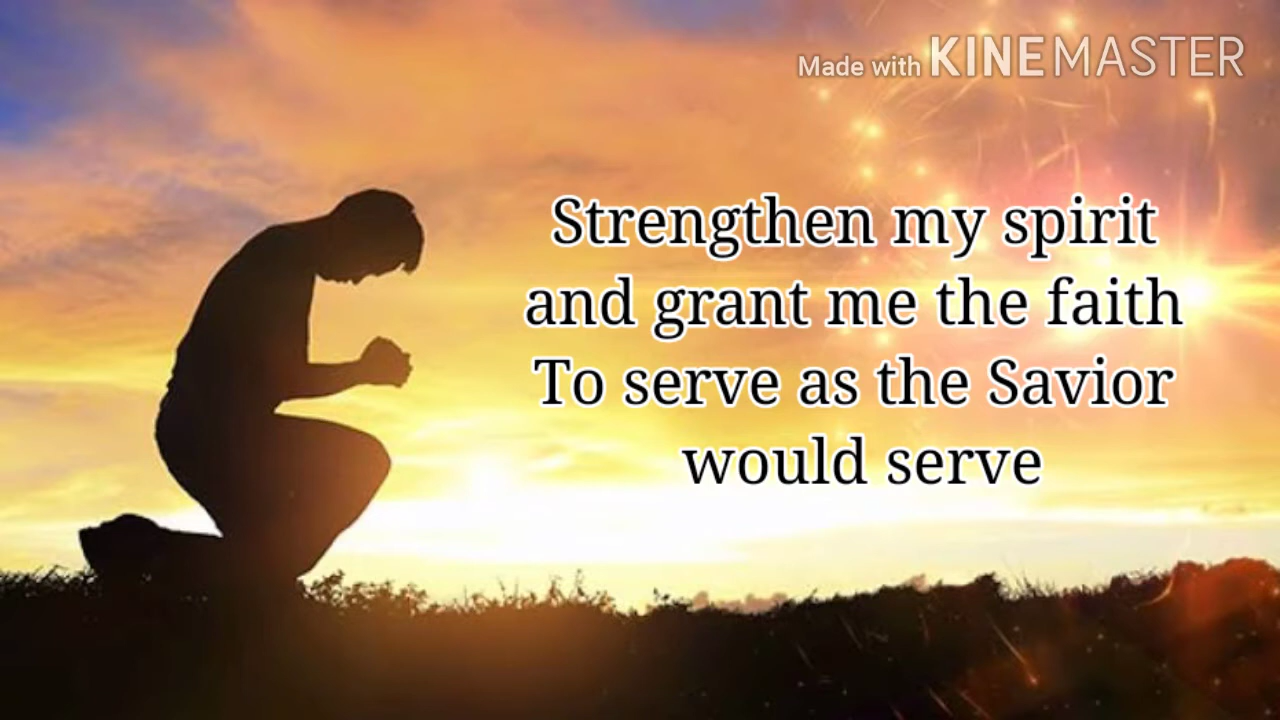 Made with KINEMASTER
Strengthen my spirit
and grant me the faith
To serve as the Savior
would serve